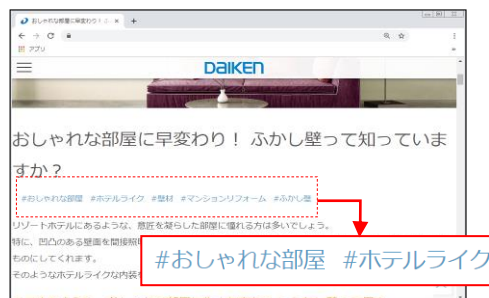 おしゃれな部屋に早変わり！ ふ
アプリ
DAIKEN
おしゃれな部屋に早変わり！ ふかし壁って知っていま
すか？
#おしゃれな部屋 #ホテルライク #壁材 #マンションリフォーム #ふかし壁
リゾートホテルにあるような、意匠を凝らした部屋に憧れる方は多いでしょう。
特に、凹凸のある壁面を間接照
ものにしてくれます。
そのようなホテルライクな内装
#おしゃれな部屋 #ホテルライク